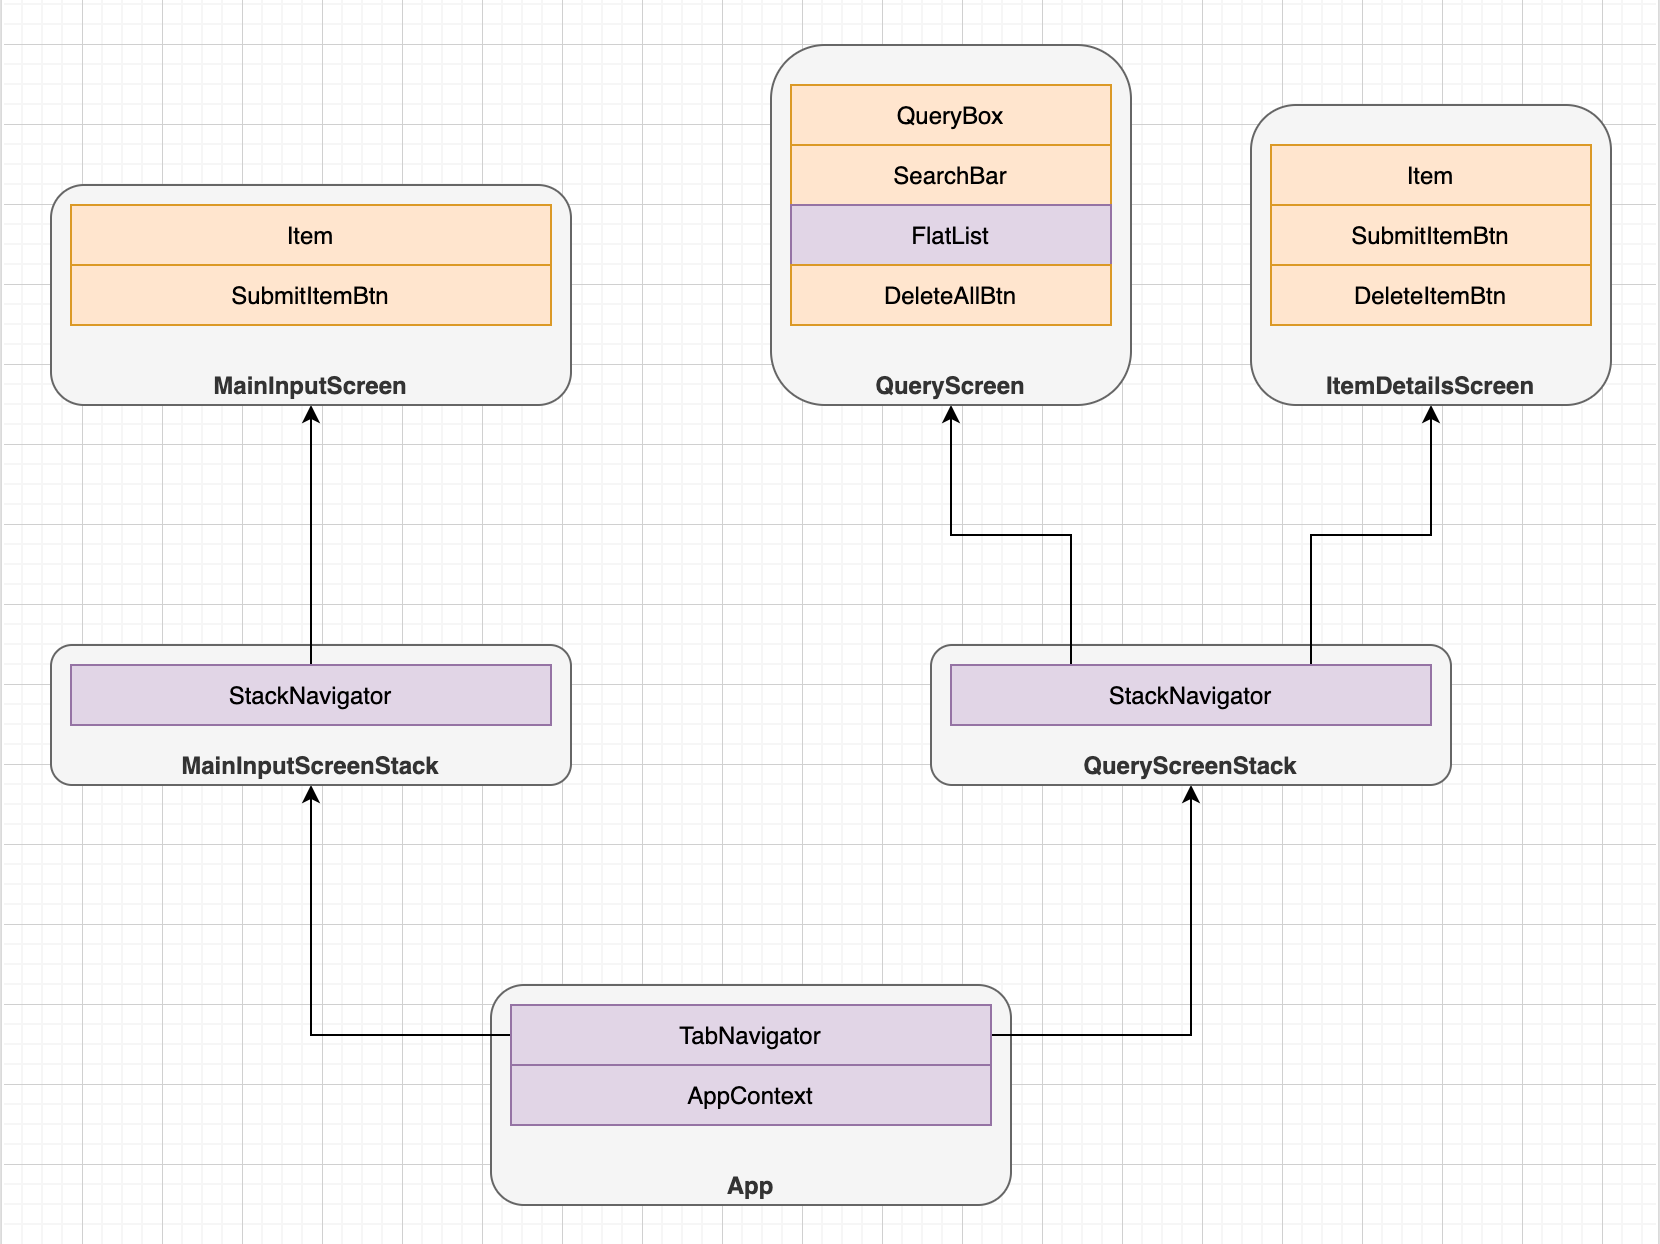 Item
SubmitItemBtn
MainInputScreen
QueryBox
SearchBar
FlatList
DeleteAllBtn
QueryScreen
Item
SubmitItemBtn
DeleteItemBtn
ItemDetailsScreen
StackNavigator
MainInputScreenStack
StackNavigator
QueryScreenStack
TabNavigator
AppContext
App